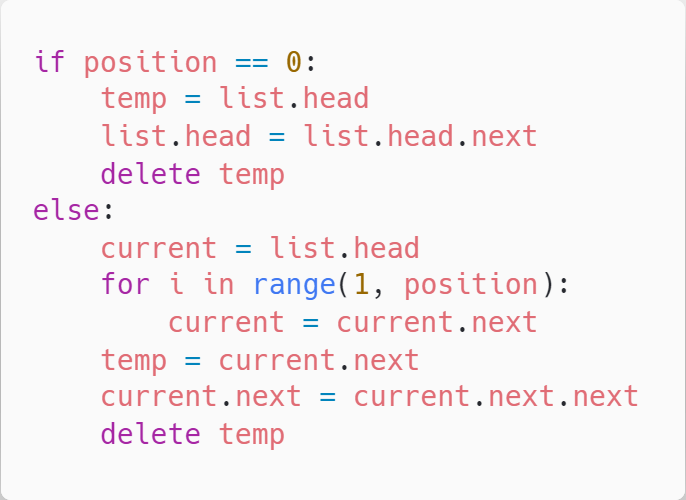 if position == 0:
    temp = list.head
    list.head = list.head.next
    delete temp
else:
    current = list.head
    for i in range(1, position):
        current = current.next
    temp = current.next
    current.next = current.next.next
    delete temp